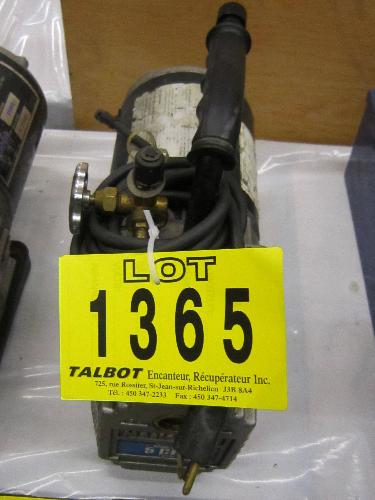 LOT
1365
TALBOT Encanteur, Récupérateur Inc.
725, rue Rossiter, St-Jean-sur-Richelieu J3B 8A4
Tél. : 450 347-2233 Fax : 450 347-4714
5